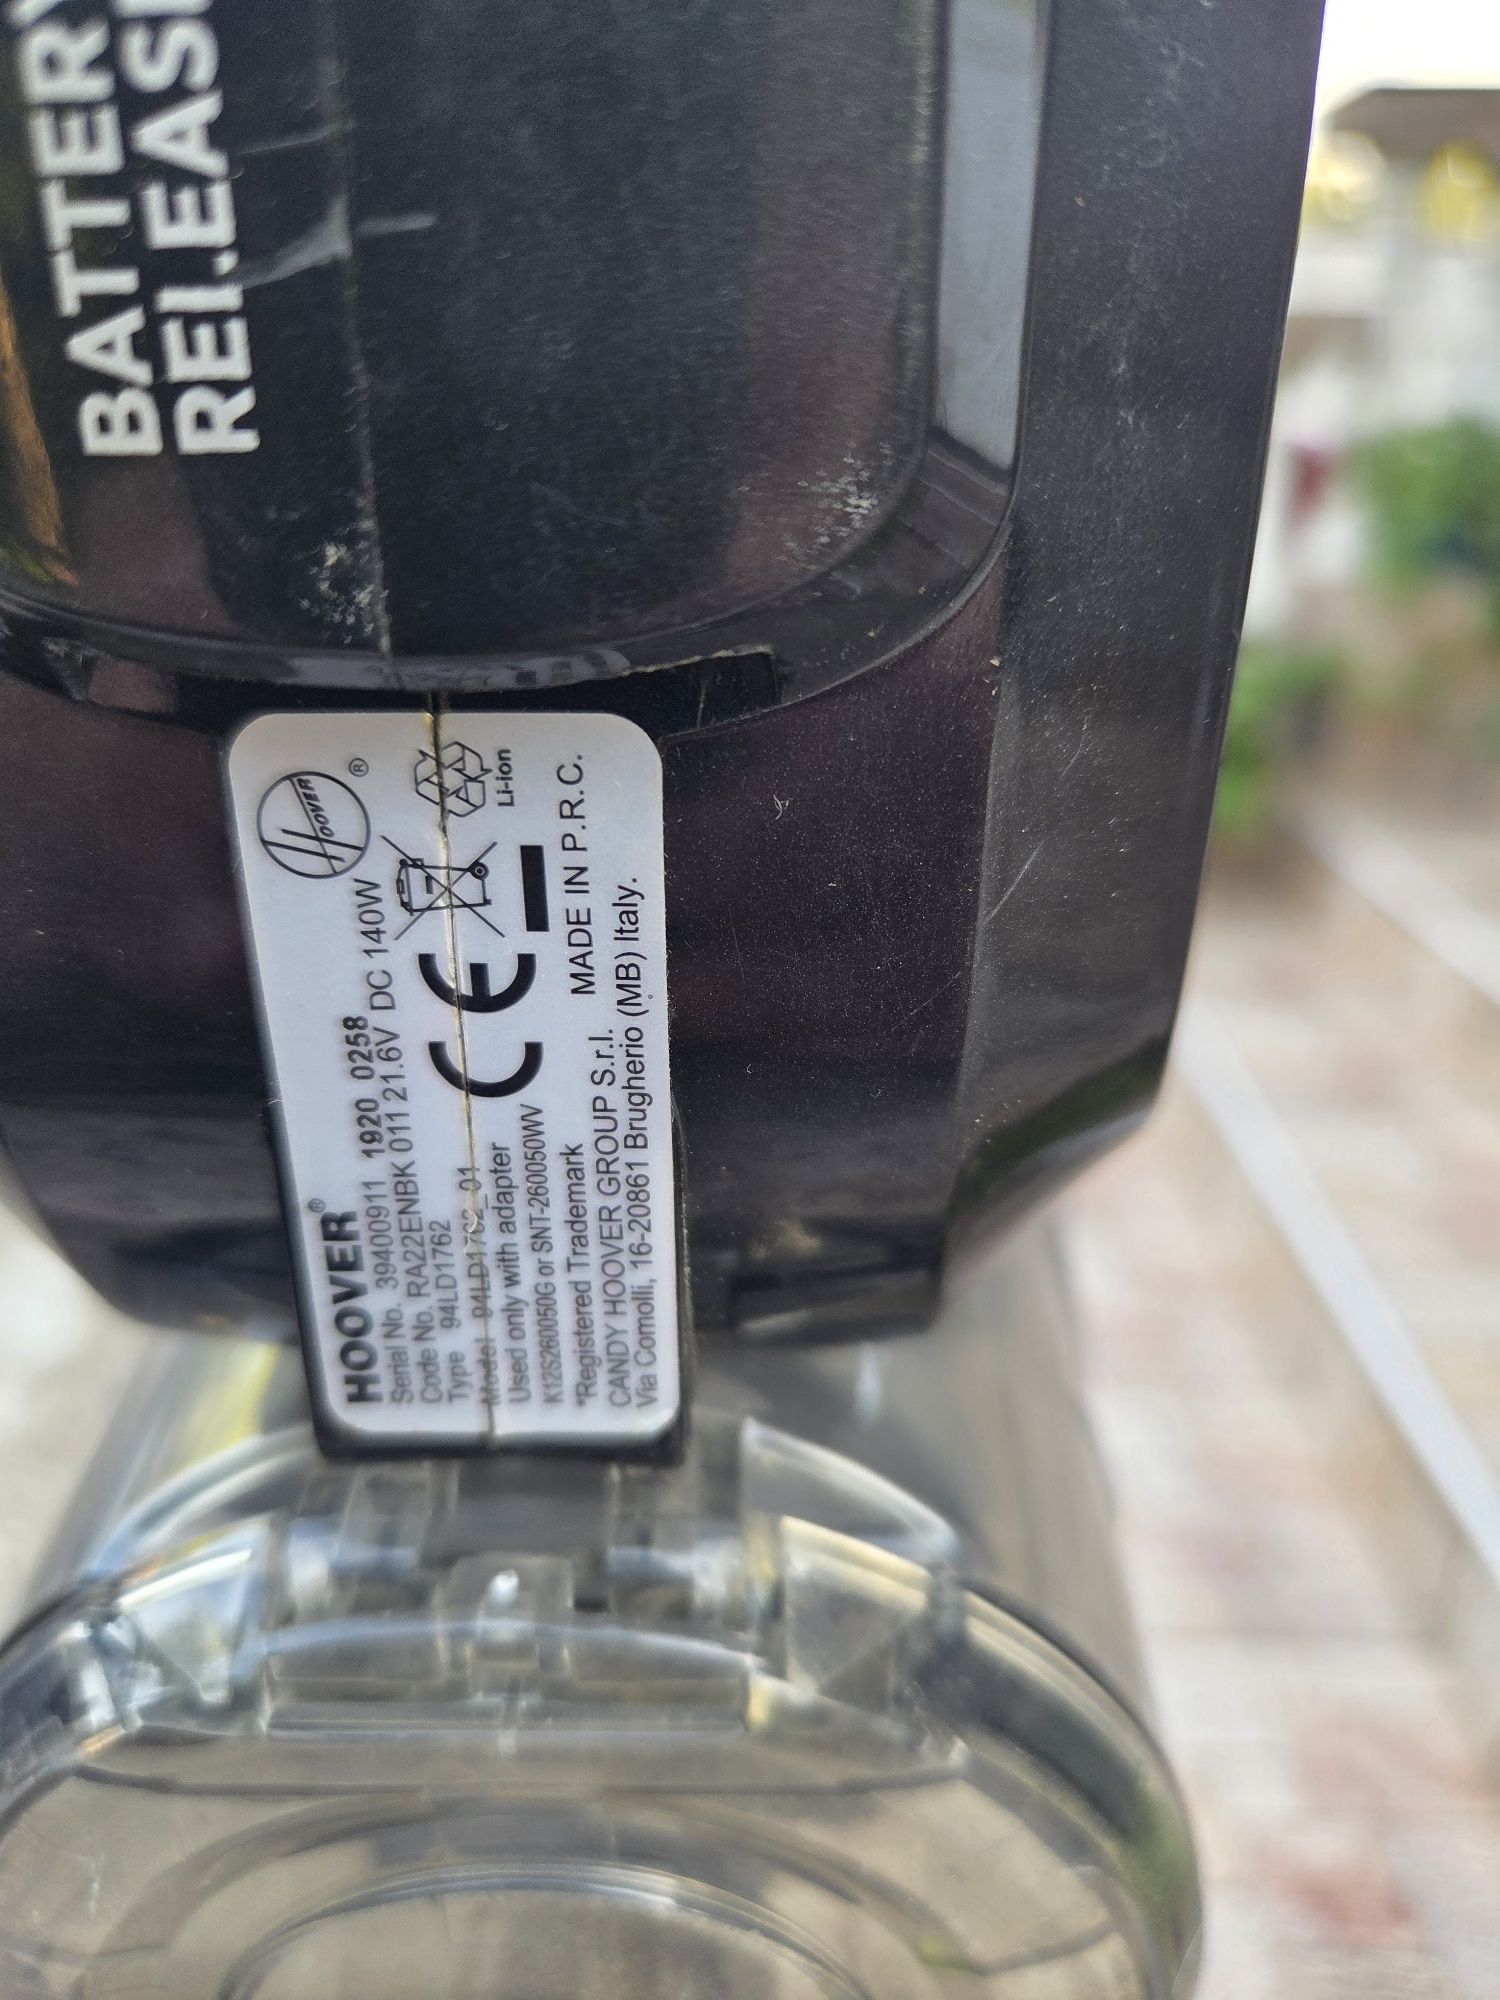 BATTERY
RELEASE
HOOVER®
Serial No. 39400911 1920 0258
Code No. RA22ENBK 011 21.6V DC 140W
Type 94LD1762
Model 94LD1762_01
Used only with adapter
K12S260050G or SNT-260050WV
*Registered Trademark
CANDY HOOVER GROUP S.r.l. MADE IN P.R.C.
Via Comolli, 16-20861 Brugherio (MB) Italy.
HOOVER ®
CE
Li-ion